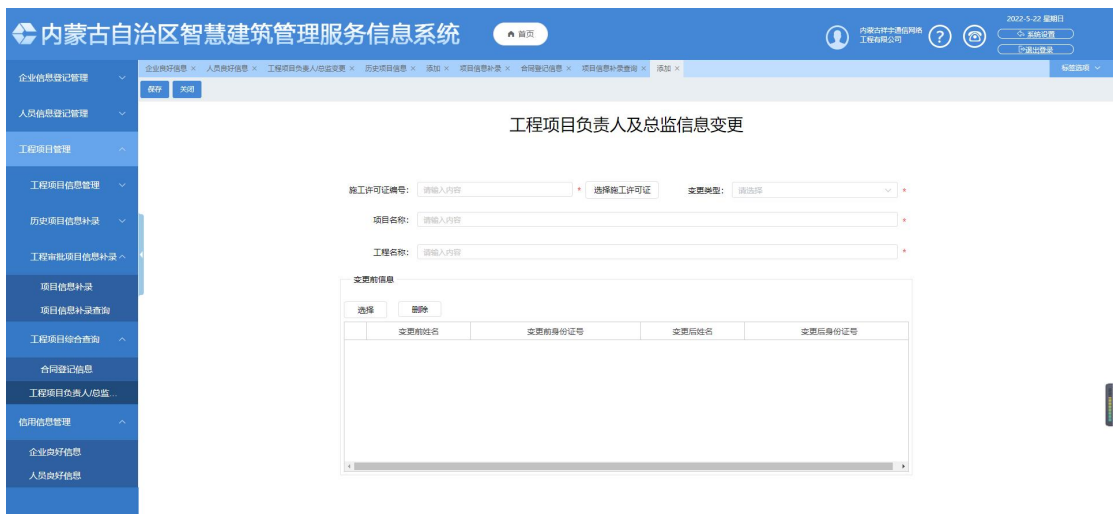 内蒙古自治区智慧建筑管理服务信息系统
首页
内蒙古祥宇通信网络
工程有限公司
2022-5-22 星期日
系统设置
退出登录
企业良好信息 × 人员良好信息 × 工程项目负责人/总监变更 × 历史项目信息 × 添加 × 项目信息补录 × 合同登记信息 × 项目信息补录查询 × 添加 ×
标签选项
保存 关闭
企业信息登记管理
人员信息登记管理
工程项目管理
工程项目信息管理
历史项目信息补录
工程审批项目信息补录
项目信息补录
项目信息补录查询
工程项目综合查询
合同登记信息
工程项目负责人/总监...
信用信息管理
企业良好信息
人员良好信息
工程项目负责人及总监信息变更
施工许可证编号: 请输入内容 * 选择施工许可证 变更类型: 请选择 *
项目名称: 请输入内容 *
工程名称: 请输入内容 *
变更前信息
选择 删除
变更前姓名 变更前身份证号 变更后姓名 变更后身份证号